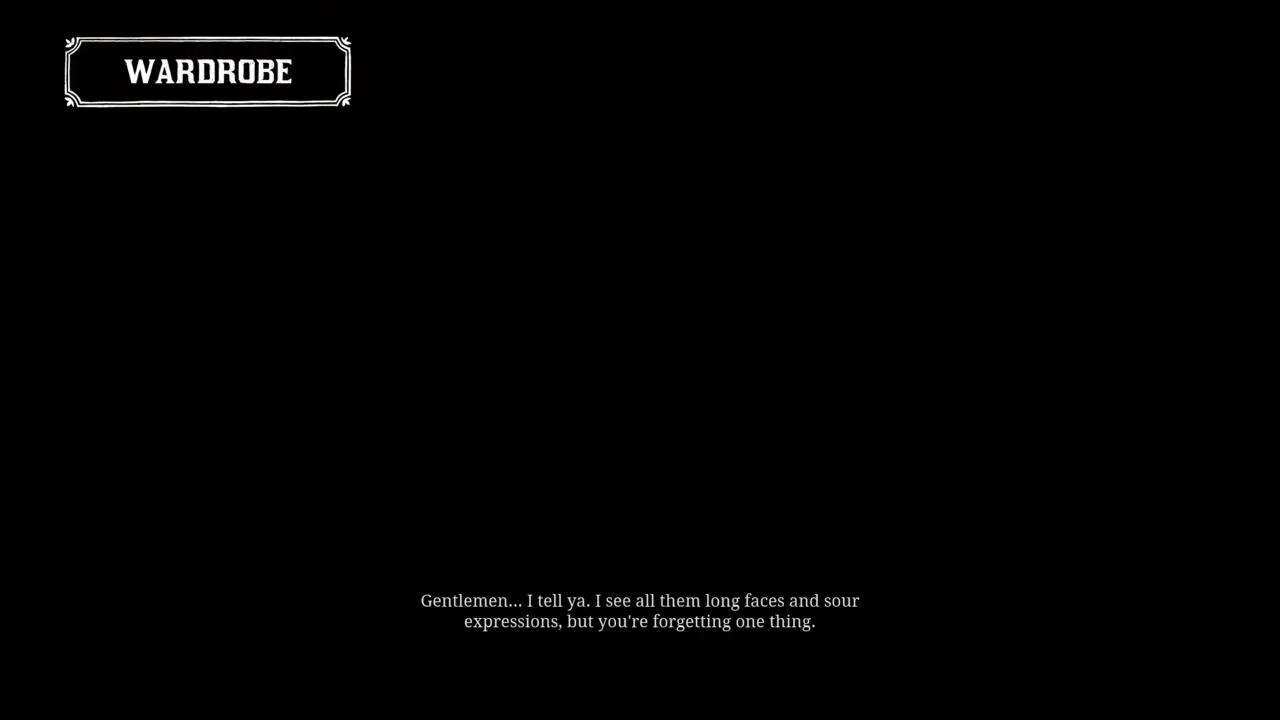 WARDROBE
Gentlemen... I tell ya. I see all them long faces and sour
expressions, but you're forgetting one thing.